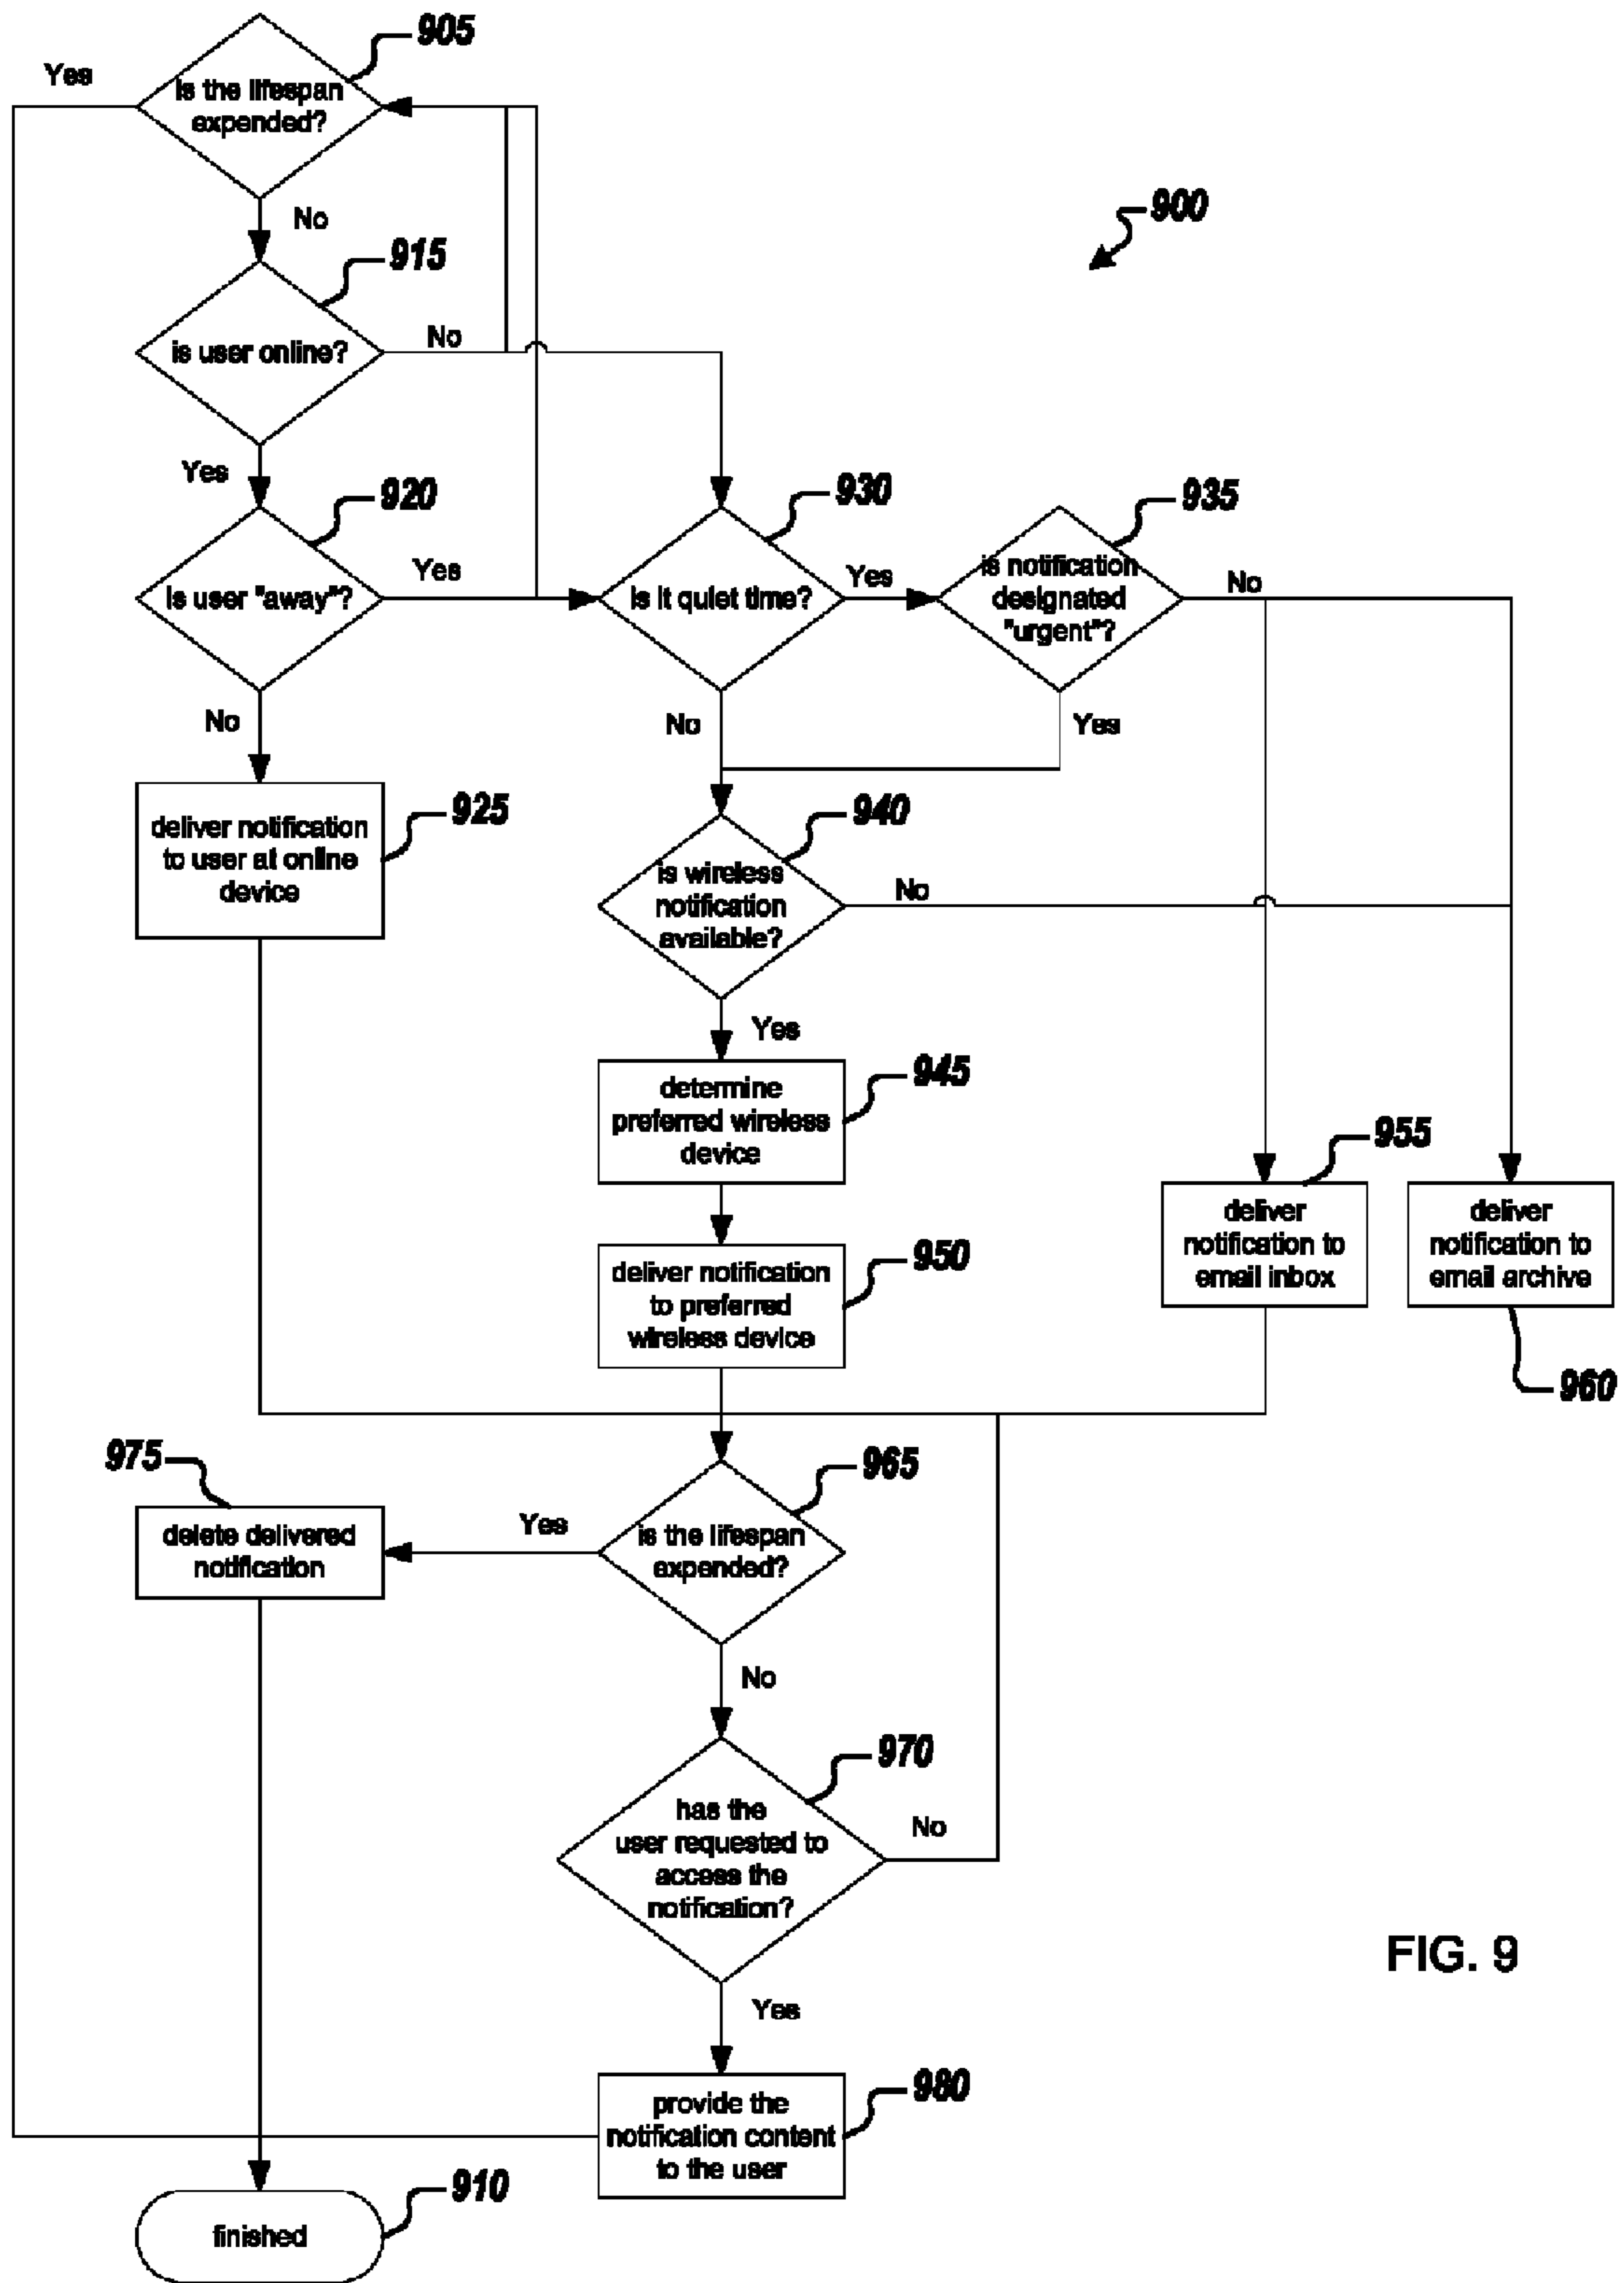 905
Yes
is the lifespan
expended?
900
No
915
is user online?
No
Yes
920
930
935
is user "away"?
Yes
is it quiet time?
Yes
is notification
designated
"urgent"?
No
No
No
Yes
deliver notification
to user at online
device
925
940
is wireless
notification
available?
No
Yes
determine
preferred wireless
device
945
955
deliver
notification to
email inbox
deliver
notification to
email archive
960
deliver notification
to preferred
wireless device
950
975
965
delete delivered
notification
Yes
is the lifespan
expended?
No
970
has the
user requested to
access the
notification?
No
Yes
FIG. 9
980
provide the
notification content
to the user
910
finished